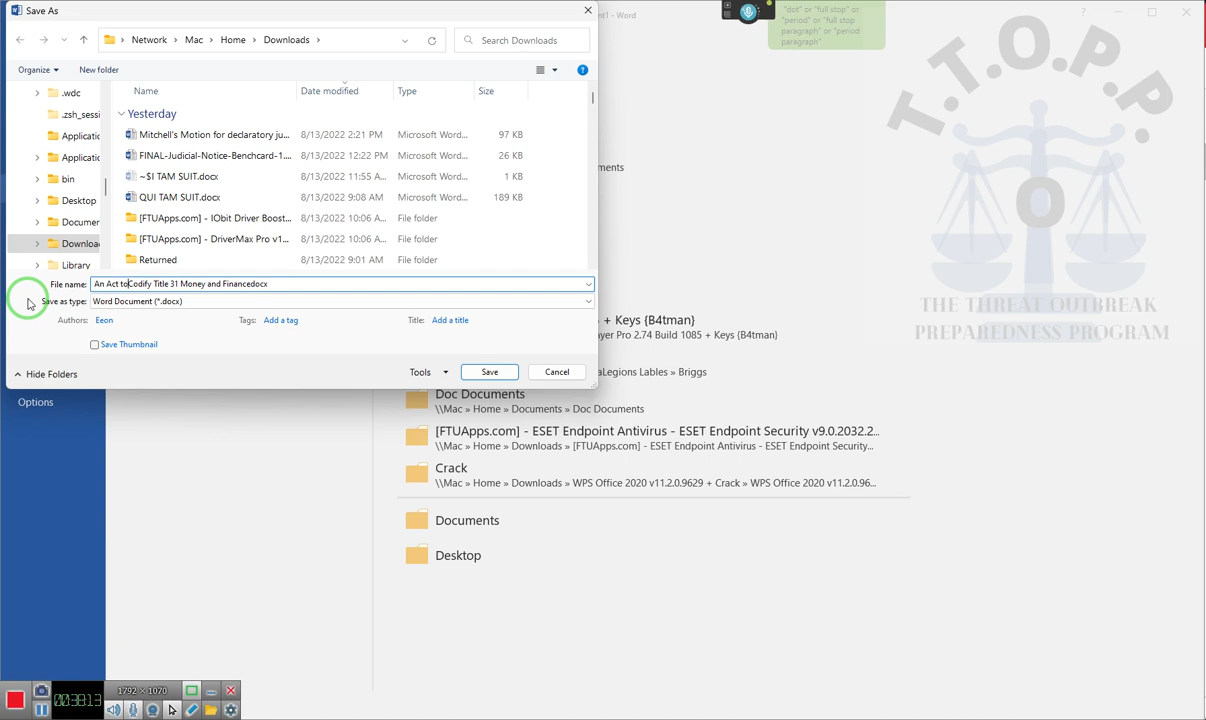 Save As
nt1 - Word
?
"dot" or "full stop" or
"period" or "full stop
paragraph" or "period
paragraph".
T.T.O.P.P.
O
Network > Mac > Home > Downloads >
Search Downloads
Organize
New folder
?
Name
Date modified
Type
Size
.wdc
.zsh_sessi
Applicatic
Applicatic
bin
Desktop
Documer
Downloac
Library
Yesterday
Mitchell's Motion for declaratory ju... 8/13/2022 2:21 PM Microsoft Word... 97 KB
FINAL-Judicial-Notice-Benchcard-1.... 8/13/2022 12:22 PM Microsoft Word... 26 KB
~$I TAM SUIT.docx 8/13/2022 11:55 A... Microsoft Word... 1 KB
QUI TAM SUIT.docx 8/13/2022 9:08 AM Microsoft Word... 189 KB
[FTUApps.com] - IObit Driver Boost... 8/13/2022 10:06 A... File folder
[FTUApps.com] - DriverMax Pro v1... 8/13/2022 10:06 A... File folder
Returned 8/13/2022 9:01 AM File folder
File name: An Act toCodify Title 31 Money and Financedocx
Save as type: Word Document (*.docx)
Authors: Eeon
Tags: Add a tag
Title: Add a title
Save Thumbnail
Hide Folders
Tools
Save
Cancel
ments
THE THREAT OUTBREAK
PREPAREDNESS PROGRAM
+ Keys {B4tman}
ayer Pro 2.74 Build 1085 + Keys {B4tman}
aLegions Lables » Briggs
Options
Doc Documents
\\Mac » Home » Documents » Doc Documents
[FTUApps.com] - ESET Endpoint Antivirus - ESET Endpoint Security v9.0.2032.2...
\\Mac » Home » Downloads » [FTUApps.com] - ESET Endpoint Antivirus - ESET Endpoint Security...
Crack
\\Mac » Home » Downloads » WPS Office 2020 v11.2.0.9629 + Crack » WPS Office 2020 v11.2.0.96...
Documents
Desktop
1792 × 1070